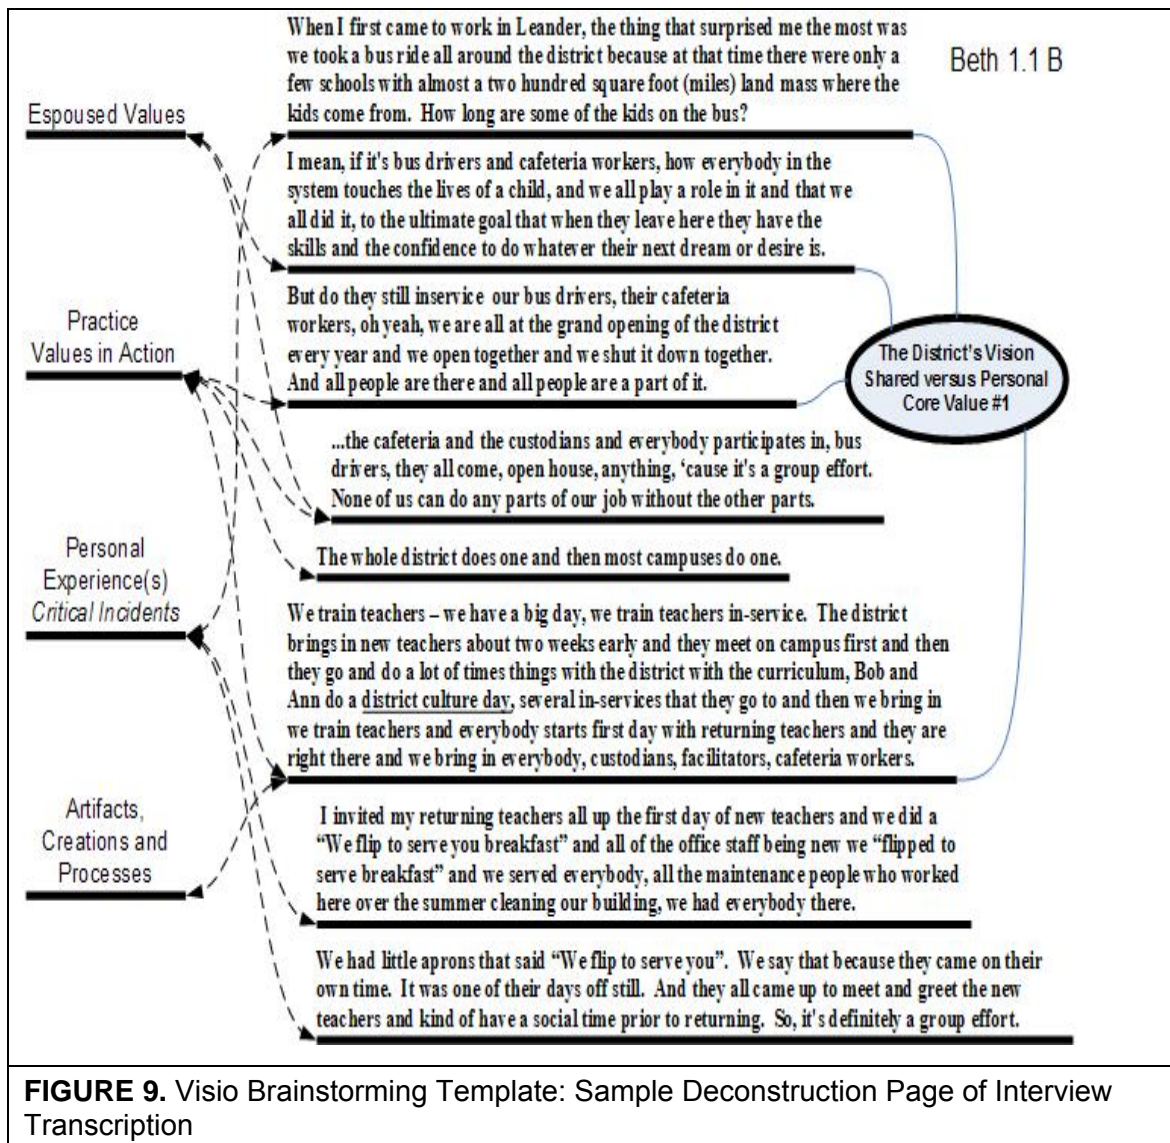 When I first came to work in Leander, the thing that surprised me the most was
we took a bus ride all around the district because at that time there were only a
few schools with almost a two hundred square foot (miles) land mass where the
kids come from. How long are some of the kids on the bus?
Beth 1.1 B
Espoused Values
I mean, if it's bus drivers and cafeteria workers, how everybody in the
system touches the lives of a child, and we all play a role in it and that we
all did it, to the ultimate goal that when they leave here they have the
skills and the confidence to do whatever their next dream or desire is.
Practice
Values in Action
But do they still inservice our bus drivers, their cafeteria
workers, oh yeah, we are all at the grand opening of the district
every year and we open together and we shut it down together.
And all people are there and all people are a part of it.
The District's Vision
Shared versus Personal
Core Value #1
...the cafeteria and the custodians and everybody participates in, bus
drivers, they all come, open house, anything, ‘cause it's a group effort.
None of us can do any parts of our job without the other parts.
Personal
Experience(s)
Critical Incidents
The whole district does one and then most campuses do one.
We train teachers – we have a big day, we train teachers in-service. The district
brings in new teachers about two weeks early and they meet on campus first and then
they go and do a lot of times things with the district with the curriculum, Bob and
Ann do a district culture day, several in-services that they go to and then we bring in
we train teachers and everybody starts first day with returning teachers and they are
right there and we bring in everybody, custodians, facilitators, cafeteria workers.
Artifacts,
Creations and
Processes
I invited my returning teachers all up the first day of new teachers and we did a
“We flip to serve you breakfast” and all of the office staff being new we “flipped to
serve breakfast” and we served everybody, all the maintenance people who worked
here over the summer cleaning our building, we had everybody there.
We had little aprons that said “We flip to serve you”. We say that because they came on their
own time. It was one of their days off still. And they all came up to meet and greet the new
teachers and kind of have a social time prior to returning. So, it's definitely a group effort.
FIGURE 9. Visio Brainstorming Template: Sample Deconstruction Page of Interview
Transcription